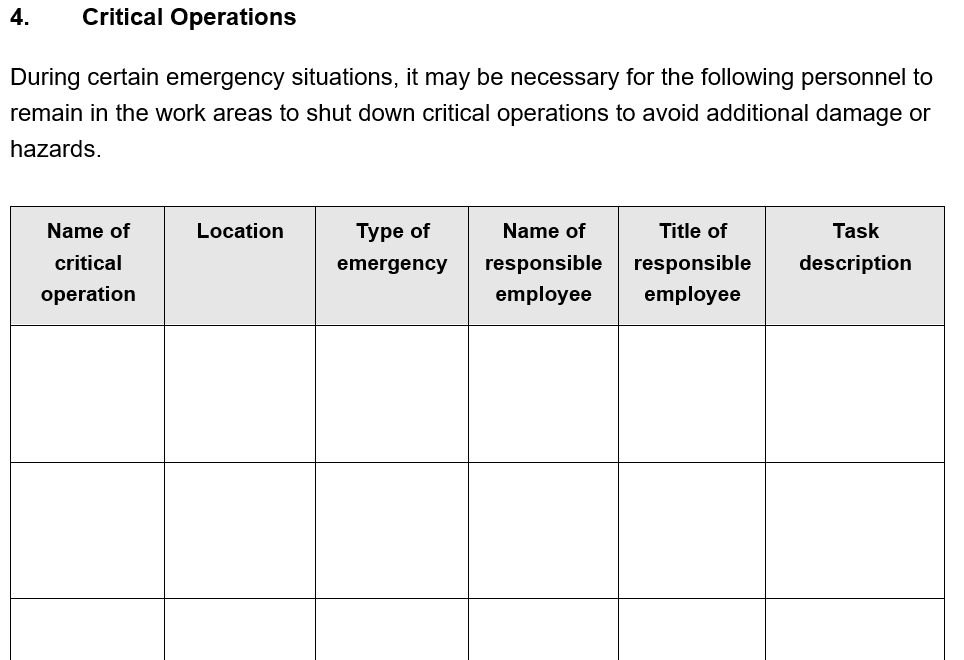 4. Critical Operations
During certain emergency situations, it may be necessary for the following personnel to
remain in the work areas to shut down critical operations to avoid additional damage or
hazards.
Name of critical operation
Location
Type of emergency
Name of responsible employee
Title of responsible employee
Task description